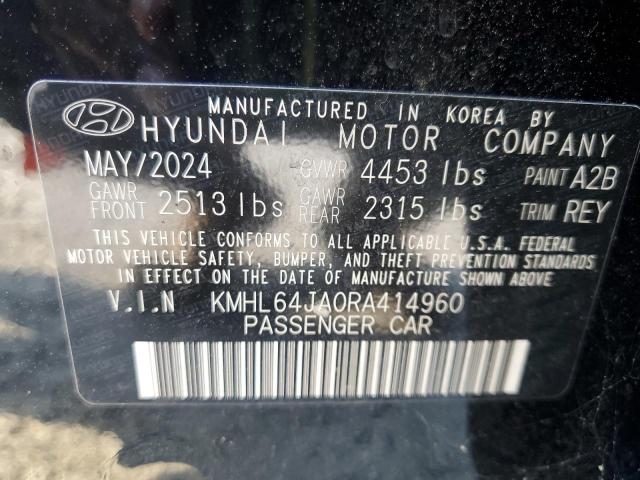 MANUFACTURED IN KOREA BY
HYUNDAI MOTOR COMPANY
MAY/2024 GVWR 4453 lbs PAINT A2B
GAWR FRONT 2513 lbs GAWR REAR 2315 lbs TRIM REY
THIS VEHICLE CONFORMS TO ALL APPLICABLE U.S.A. FEDERAL
MOTOR VEHICLE SAFETY, BUMPER, AND THEFT PREVENTION STANDARDS
IN EFFECT ON THE DATE OF MANUFACTURE SHOWN ABOVE
V.I.N KMHL64JA0RA414960
PASSENGER CAR